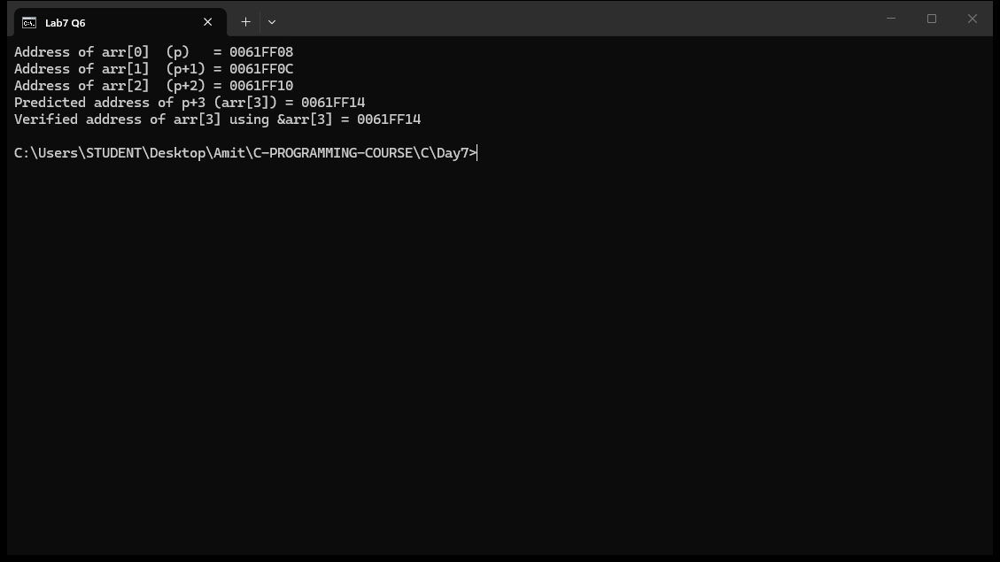 Lab7 Q6
Address of arr[0]  (p)   = 0061FF08
Address of arr[1]  (p+1) = 0061FF0C
Address of arr[2]  (p+2) = 0061FF10
Predicted address of p+3 (arr[3]) = 0061FF14
Verified address of arr[3] using &arr[3] = 0061FF14
C:\Users\STUDENT\Desktop\Amit\C-PROGRAMMING-COURSE\C\Day7>